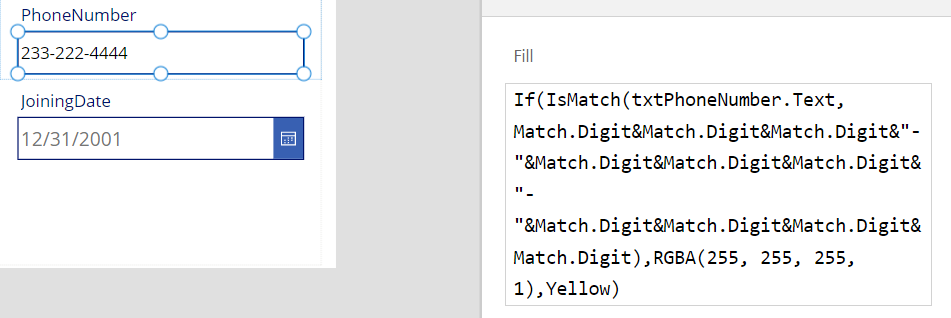 PhoneNumber
233-222-4444
JoiningDate
12/31/2001
Fill
If(IsMatch(txtPhoneNumber.Text,
Match.Digit&Match.Digit&Match.Digit&"-
"&Match.Digit&Match.Digit&Match.Digit&
"-
"&Match.Digit&Match.Digit&Match.Digit&
Match.Digit),RGBA(255, 255, 255,
1),Yellow)